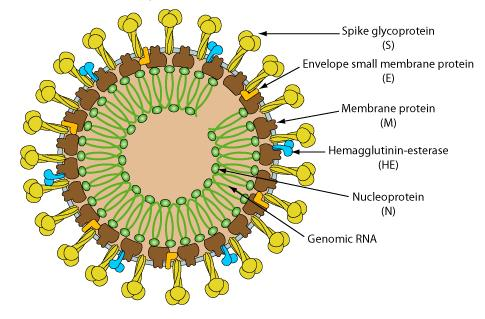 Spike glycoprotein
(S)
Envelope small membrane protein
(E)
Membrane protein
(M)
Hemagglutinin-esterase
(HE)
Nucleoprotein
(N)
Genomic RNA